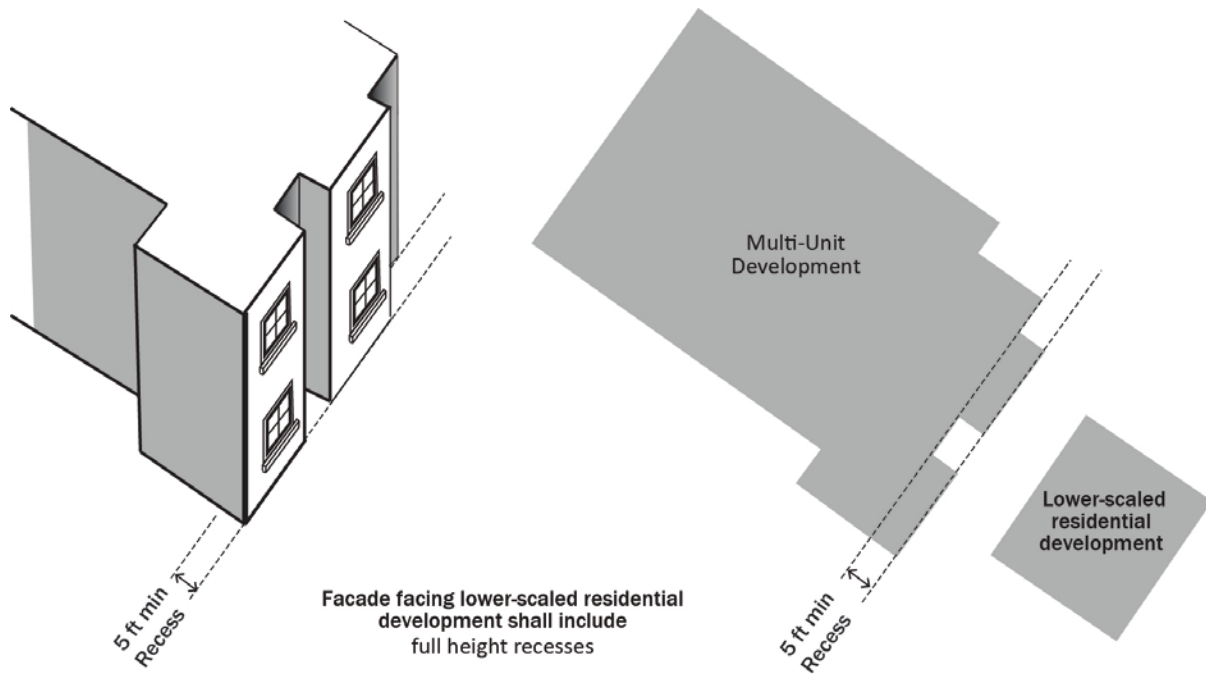 Multi-Unit
Development
Lower-scaled
residential
development
5 ft min
Recess
Facade facing lower-scaled residential
development shall include
full height recesses
5 ft min
Recess